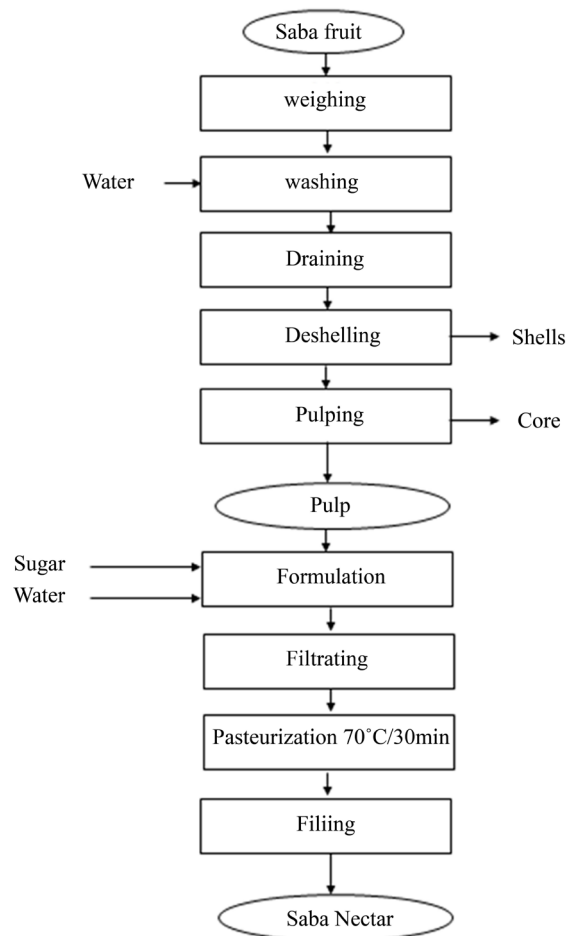 Saba fruit
weighing
Water
washing
Draining
Deshelling
Shells
Pulping
Core
Pulp
Sugar
Formulation
Water
Filtrating
Pasteurization 70°C/30min
Filiing
Saba Nectar